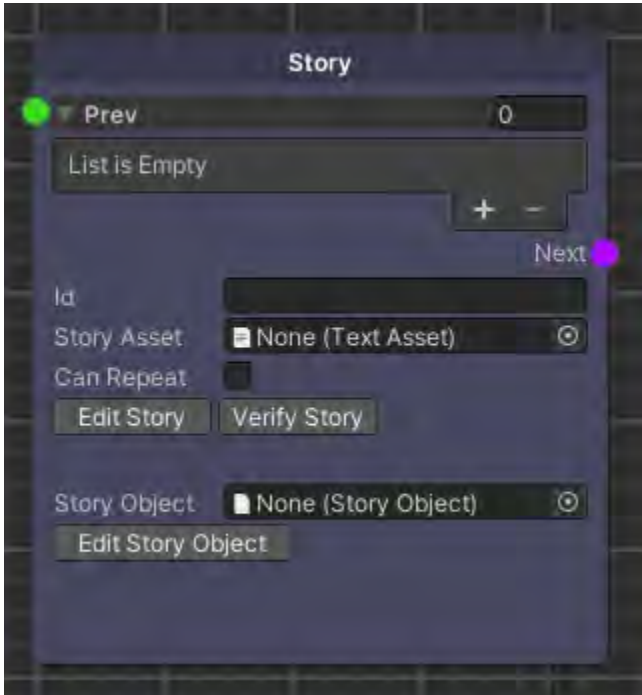 Story
Prev 0
List is Empty
+ -
Next
Id
Story Asset None (Text Asset)
Can Repeat
Edit Story Verify Story
Story Object None (Story Object)
Edit Story Object